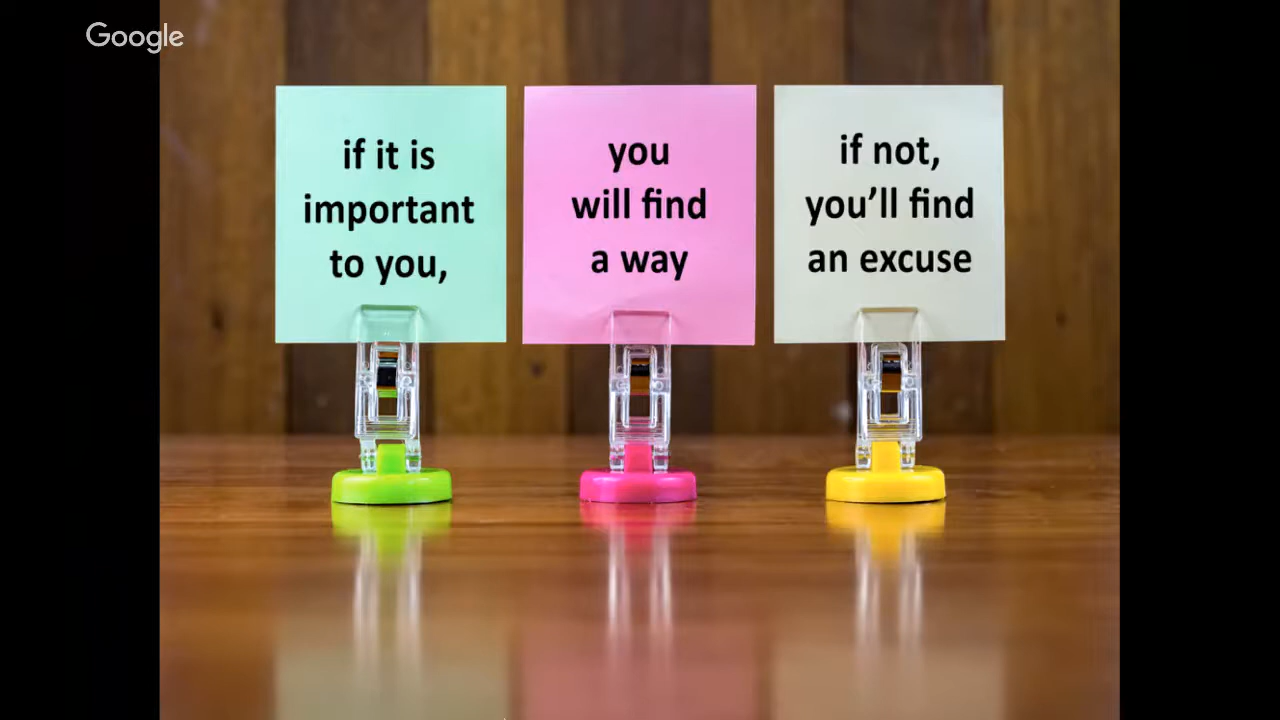 Google
if it is
important
to you,
you
will find
a way
if not,
you’ll find
an excuse